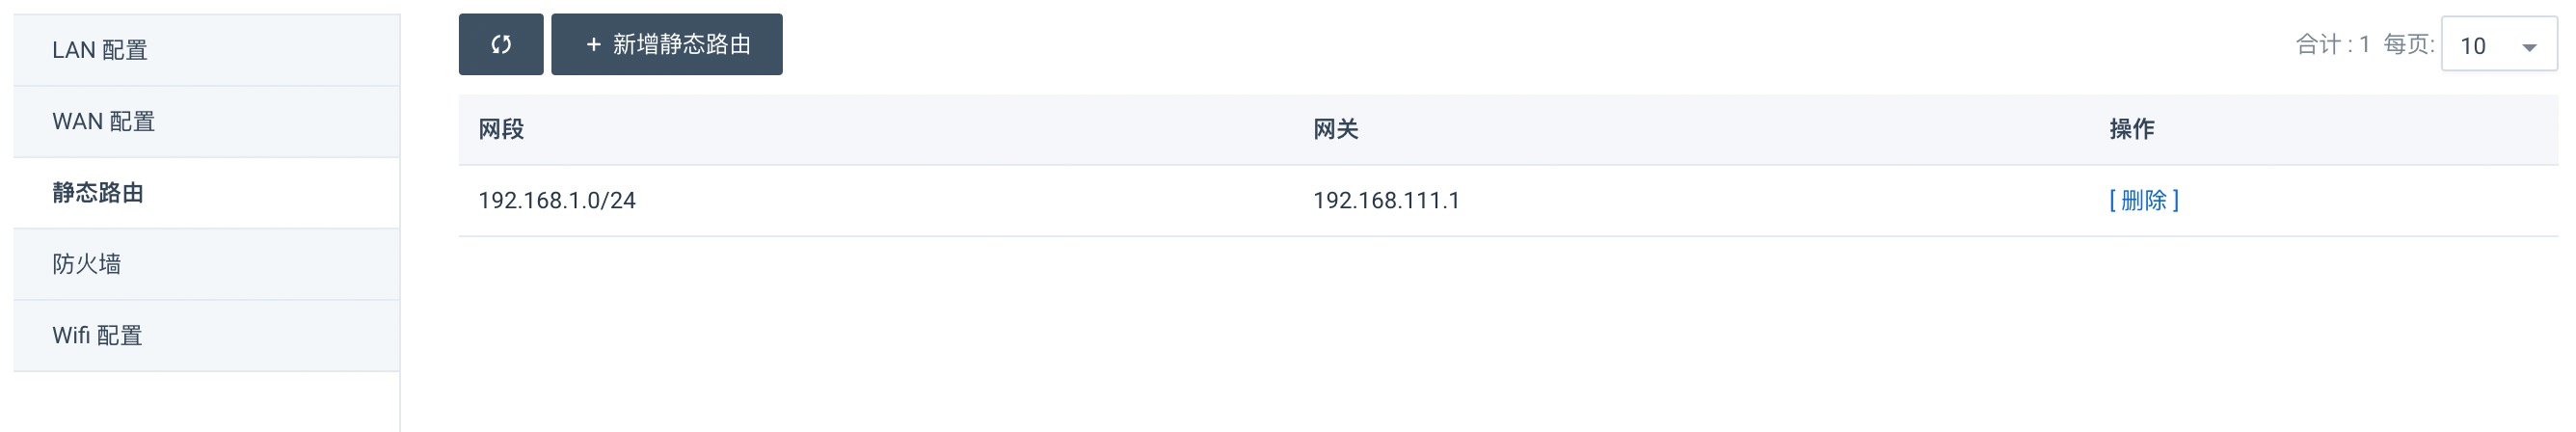 LAN 配置
WAN 配置
静态路由
防火墙
Wifi 配置
+ 新增静态路由
合计 : 1 每页: 10
网段 网关 操作
192.168.1.0/24 192.168.111.1 [ 删除 ]